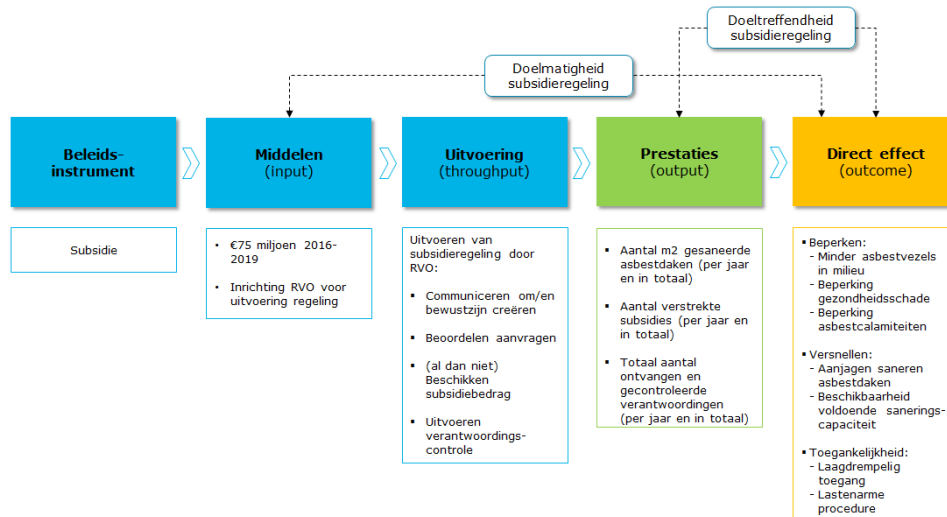 Doeltreffendheid
subsidieregeling
Doelmatigheid
subsidieregeling
Beleids-
instrument
Middelen
(input)
Uitvoering
(throughput)
Prestaties
(output)
Direct effect
(outcome)
Subsidie
▪ €75 miljoen 2016-
2019
▪ Inrichting RVO voor
uitvoering regeling
Uitvoeren van
subsidieregeling door
RVO:
▪ Communiceren om/en
bewustzijn creëren
▪ Beoordelen aanvragen
▪ (al dan niet)
Beschikken
subsidiebedrag
▪ Uitvoeren
verantwoordings-
controle
▪ Aantal m2 gesaneerde
asbestdaken (per jaar
en in totaal)
▪ Aantal verstrekte
subsidies (per jaar en
in totaal)
▪ Totaal aantal
ontvangen en
gecontroleerde
verantwoordingen
(per jaar en in totaal)
▪ Beperken:
- Minder asbestvezels
in milieu
- Beperking
gezondheidsschade
- Beperking
asbestcalamiteiten
▪ Versnellen:
- Aanjagen saneren
asbestdaken
- Beschikbaarheid
voldoende sanerings-
capaciteit
▪ Toegankelijkheid:
- Laagdrempelig
toegang
- Lastenarme
procedure